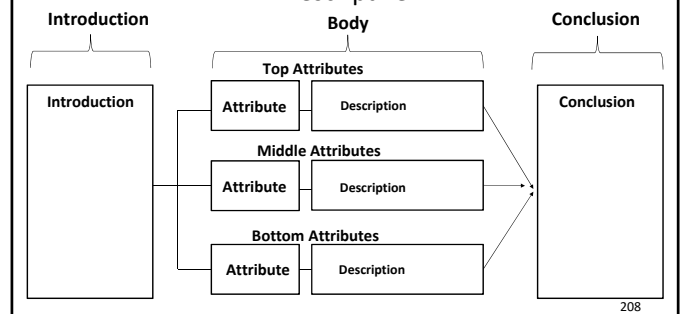 Introduction
Body
Conclusion
Top Attributes
Introduction
Attribute
Description
Conclusion
Middle Attributes
Attribute
Description
Bottom Attributes
Attribute
Description
208